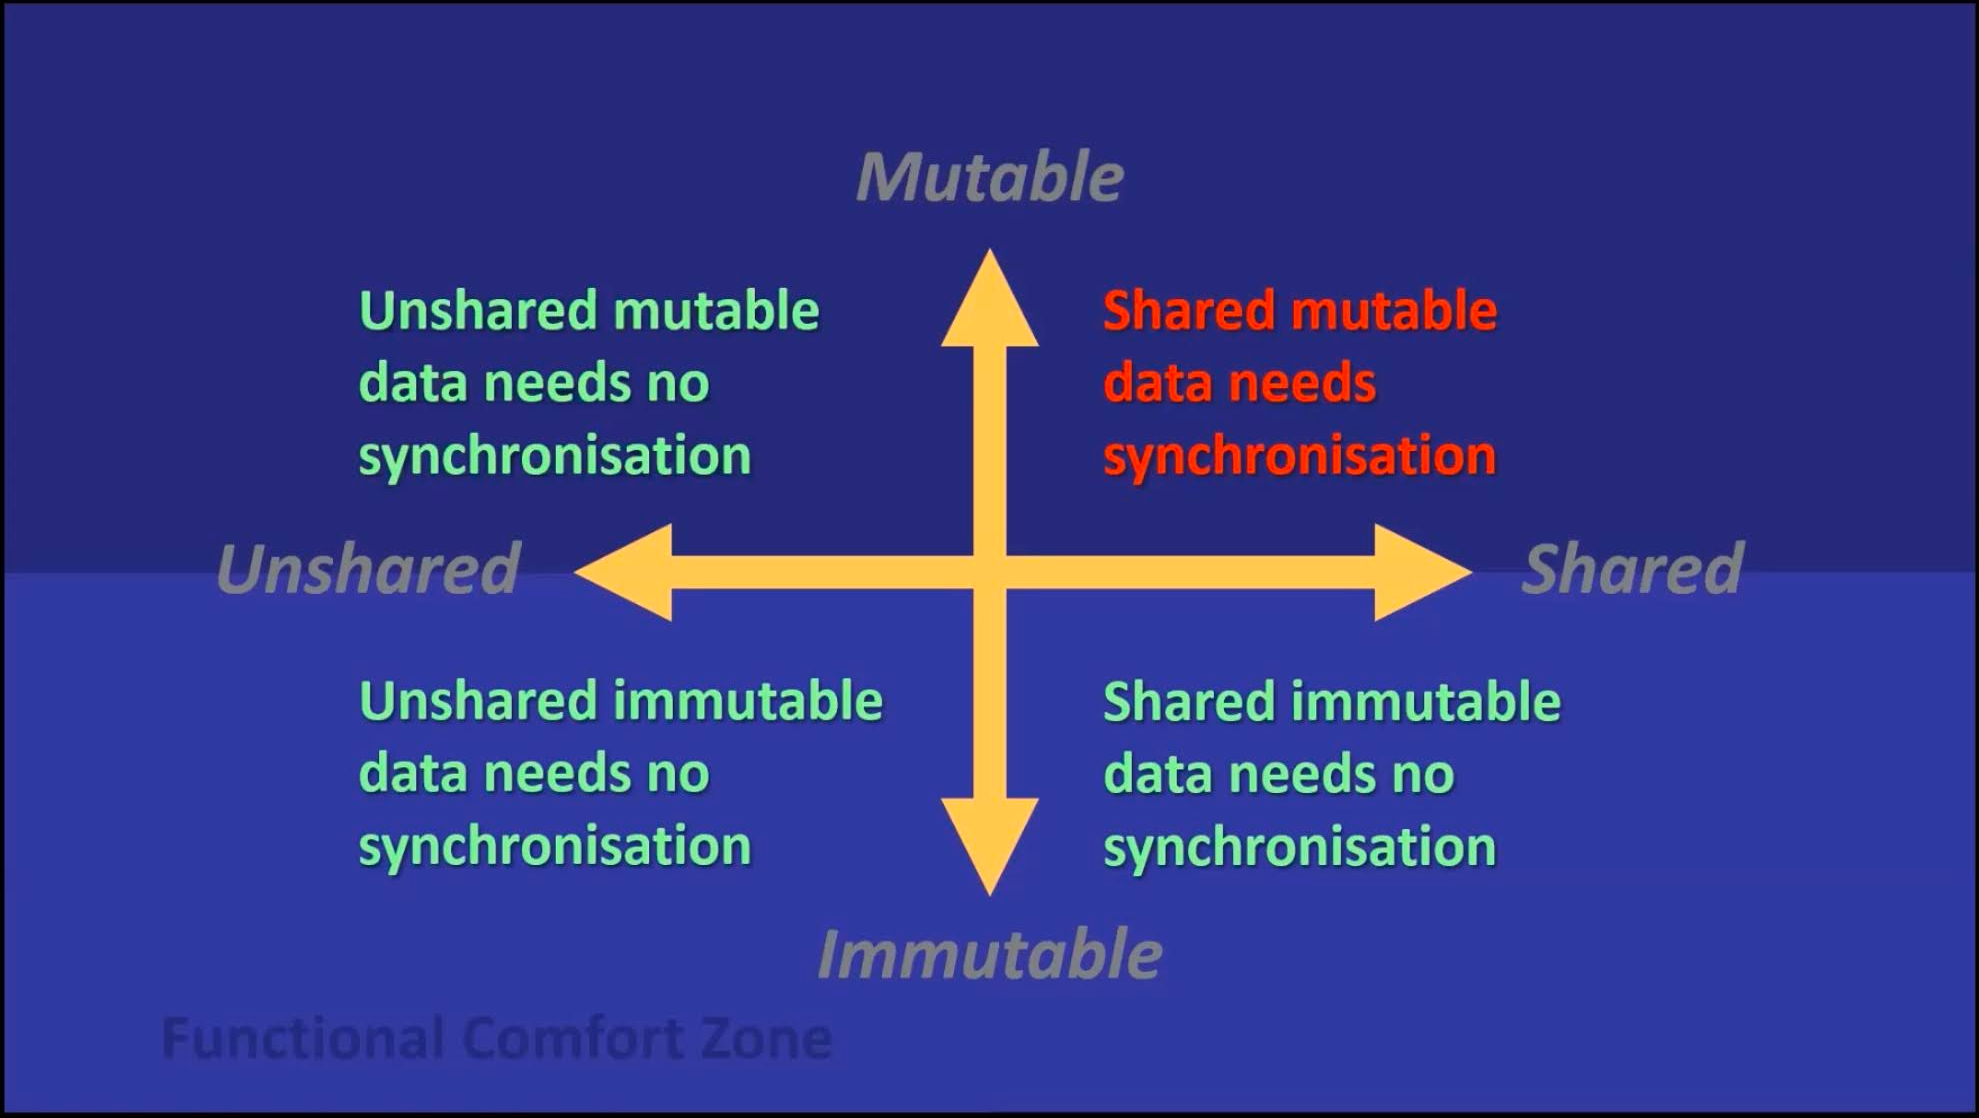 Mutable
Unshared mutable
data needs no
synchronisation
Shared mutable
data needs
synchronisation
Unshared
Shared
Unshared immutable
data needs no
synchronisation
Shared immutable
data needs no
synchronisation
Immutable
Functional Comfort Zone